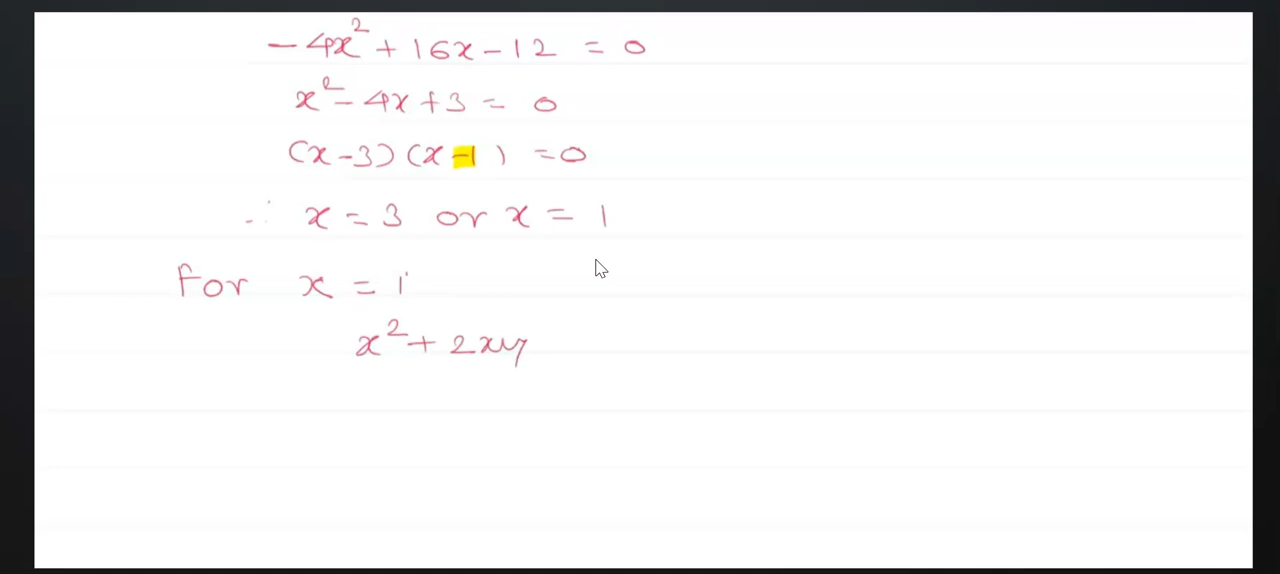 - 4x² + 16x - 12 = 0
x² - 4x + 3 = 0
(x - 3) (x - 1) = 0
∴ x = 3 or x = 1
For x = 1
x² + 2xy